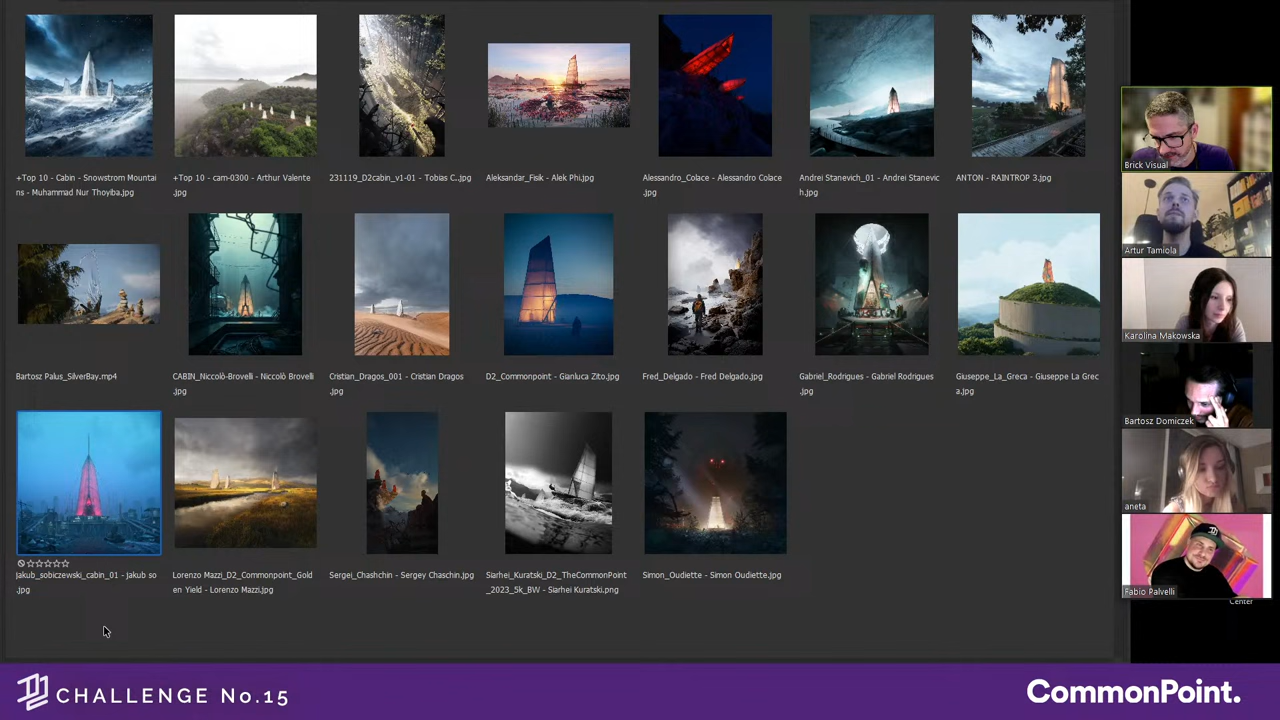 +Top 10 - Cabin - Snowstrom Mountai
ns - Muhammad Nur Thoyiba.jpg
+Top 10 - cam-0300 - Arthur Valente
.jpg
231119_D2cabin_v1-01 - Tobias C..jpg
Aleksandar_Fisik - Alek Phi.jpg
Alessandro_Colace - Alessandro Colace
.jpg
Andrei Stanevich_01 - Andrei Stanevic
h.jpg
ANTON - RAINTROP 3.jpg
Bartosz Palus_SilverBay.mp4
CABIN_Niccolò-Brovelli - Niccolò Brovelli
.jpg
Cristian_Dragos_001 - Cristian Dragos
.jpg
D2_Commonpoint - Gianluca Zito.jpg
Fred_Delgado - Fred Delgado.jpg
Gabriel_Rodrigues - Gabriel Rodrigues
.jpg
Giuseppe_La_Greca - Giuseppe La Grec
a.jpg
jakub_sobiczewski_cabin_01 - jakub so
.jpg
Lorenzo Mazzi_D2_Commonpoint_Gold
en Yield - Lorenzo Mazzi.jpg
Sergei_Chashchin - Sergey Chaschin.jpg
Siarhei_Kuratski_D2_TheCommonPoint
_2023_5k_BW - Siarhei Kuratski.png
Simon_Oudiette - Simon Oudiette.jpg
Brick Visual
Artur Tamiola
Karolina Makowska
Bartosz Domiczek
aneta
Fabio Palvelli
Center
CHALLENGE No.15
CommonPoint.